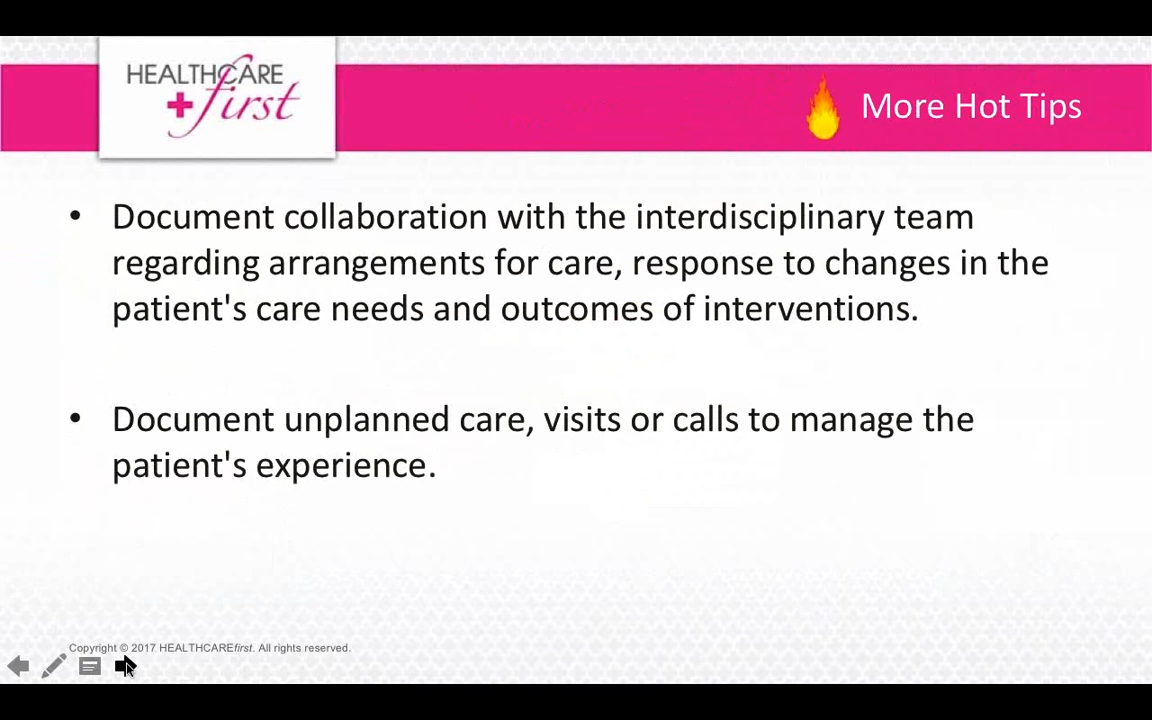 HEALTHCARE
first
More Hot Tips
• Document collaboration with the interdisciplinary team
regarding arrangements for care, response to changes in the
patient's care needs and outcomes of interventions.
• Document unplanned care, visits or calls to manage the
patient's experience.
Copyright © 2017 HEALTHCAREfirst. All rights reserved.